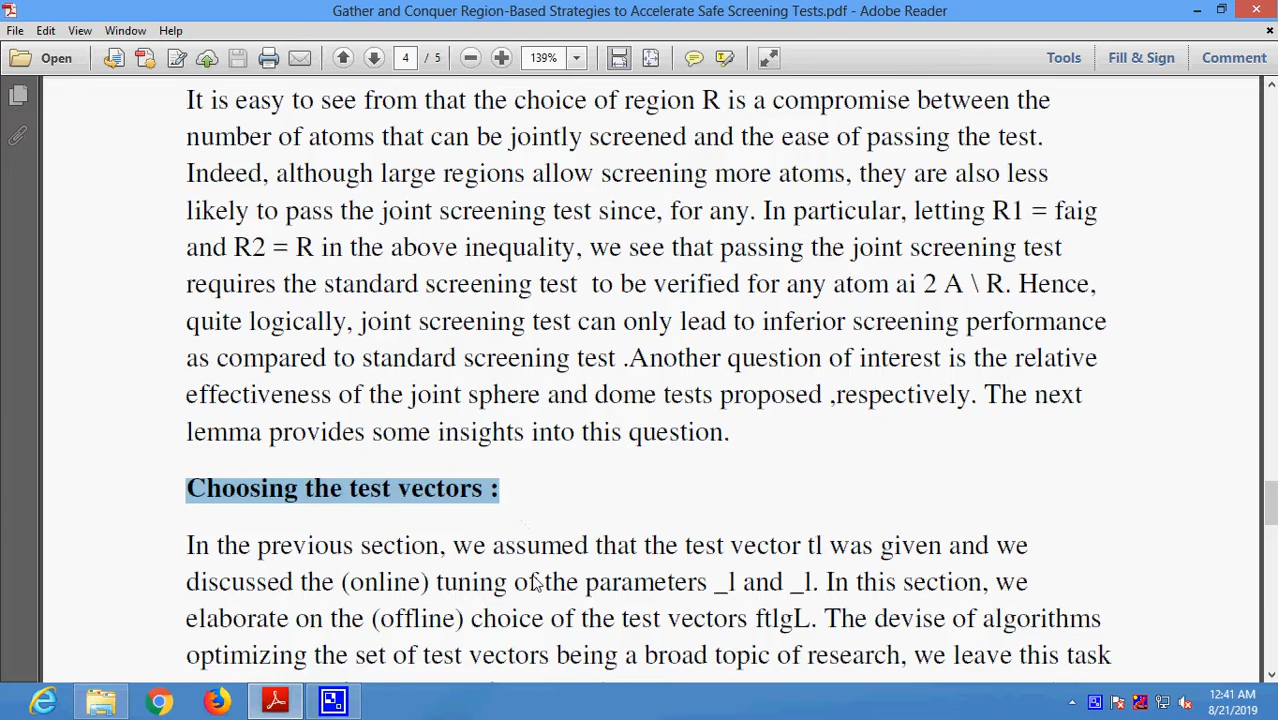 Gather and Conquer Region-Based Strategies to Accelerate Safe Screening Tests.pdf - Adobe Reader
File Edit View Window Help
Open 4 / 5 139% Tools Fill & Sign Comment
It is easy to see from that the choice of region R is a compromise between the
number of atoms that can be jointly screened and the ease of passing the test.
Indeed, although large regions allow screening more atoms, they are also less
likely to pass the joint screening test since, for any. In particular, letting R1 = faig
and R2 = R in the above inequality, we see that passing the joint screening test
requires the standard screening test  to be verified for any atom ai 2 A \ R. Hence,
quite logically, joint screening test can only lead to inferior screening performance
as compared to standard screening test .Another question of interest is the relative
effectiveness of the joint sphere and dome tests proposed ,respectively. The next
lemma provides some insights into this question.
Choosing the test vectors :
In the previous section, we assumed that the test vector tl was given and we
discussed the (online) tuning of the parameters _l and _l. In this section, we
elaborate on the (offline) choice of the test vectors ftlgL. The devise of algorithms
optimizing the set of test vectors being a broad topic of research, we leave this task
12:41 AM
8/21/2019